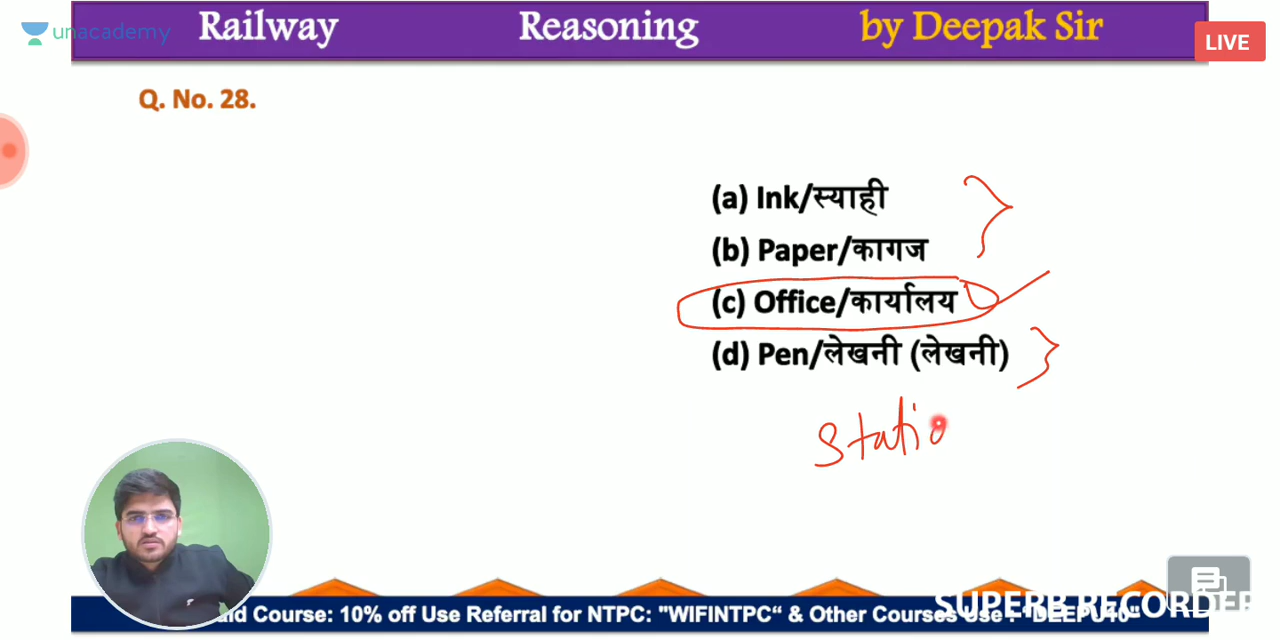 unacademy Railway Reasoning by Deepak Sir LIVE
Q. No. 28.
(a) Ink/स्याही
(b) Paper/कागज
(c) Office/कार्यालय
(d) Pen/लेखनी (लेखनी)
statio
aid Course: 10% off Use Referral for NTPC: "WIFINTPC“ & Other Courses Use :
SUPERB RECORDER